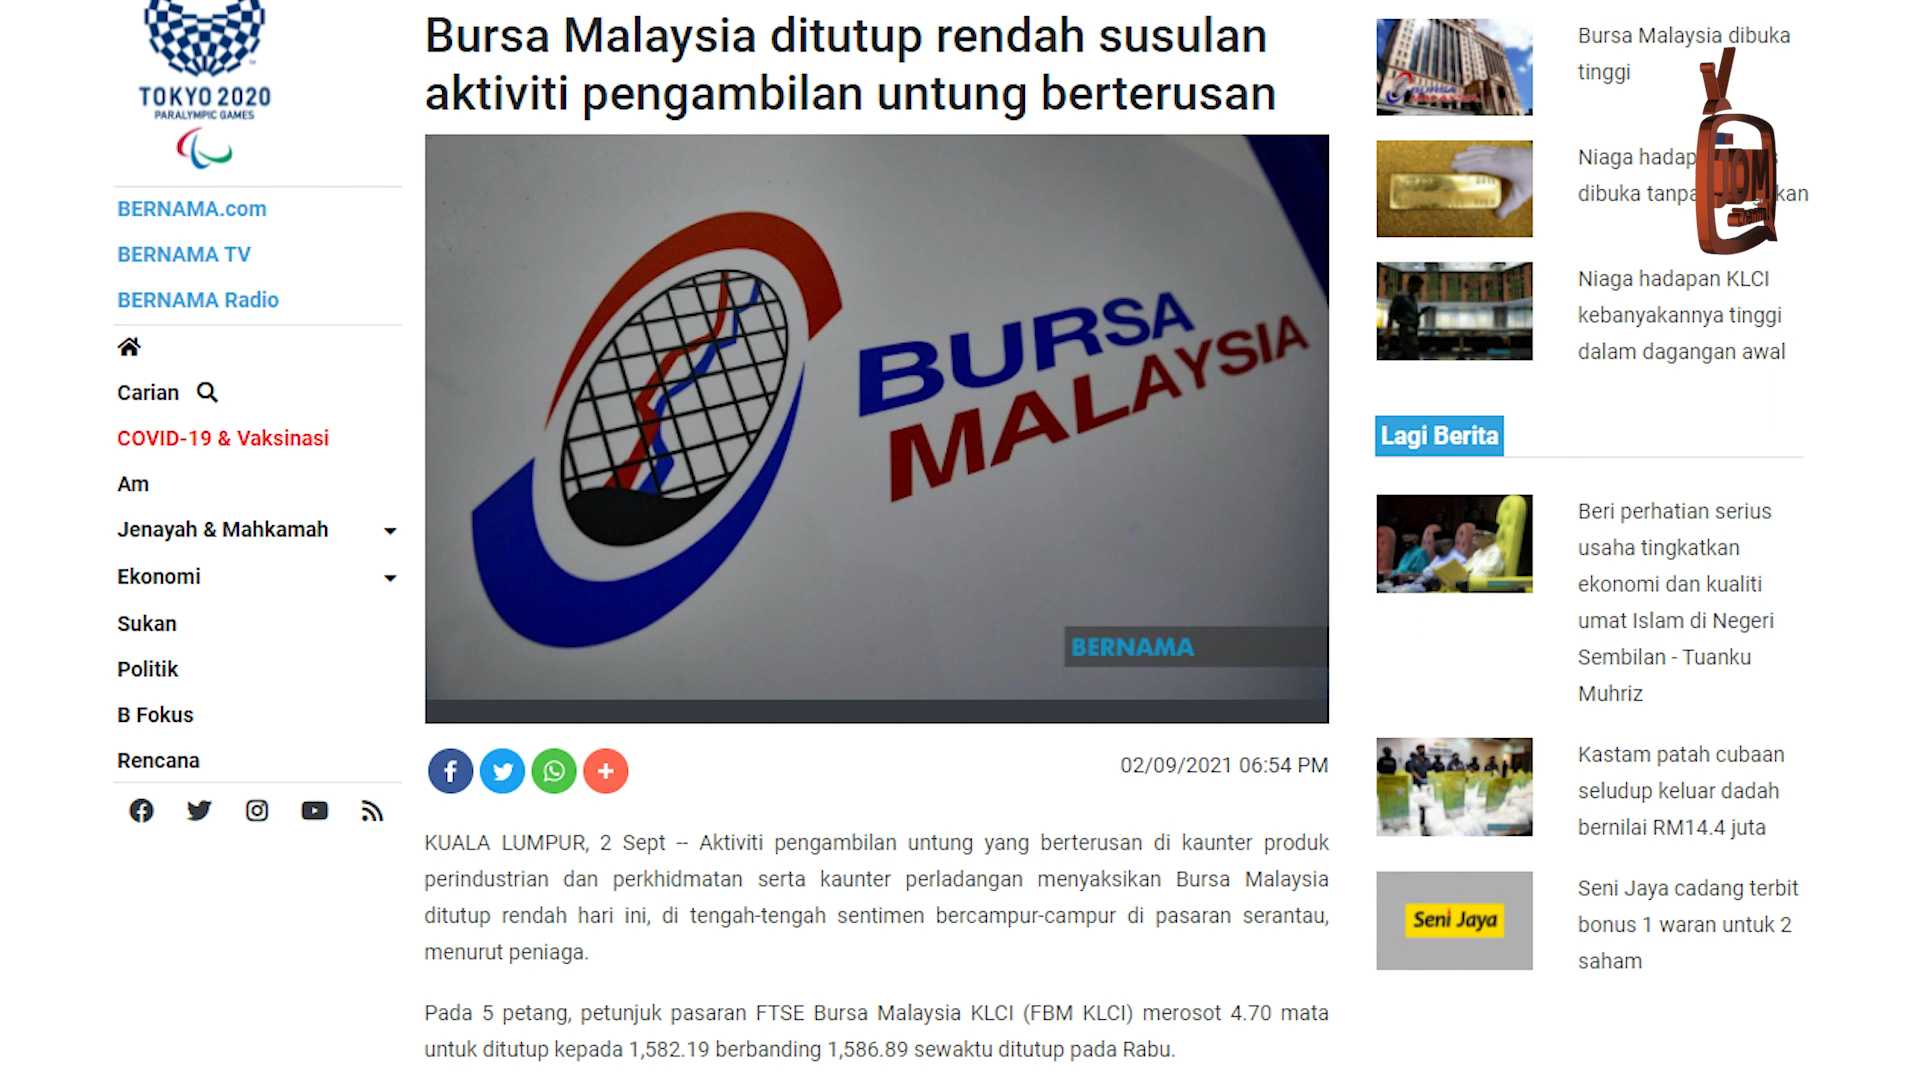 TOKYO 2020
PARALYMPIC GAMES
BERNAMA.com
BERNAMA TV
BERNAMA Radio
Carian
COVID-19 & Vaksinasi
Am
Jenayah & Mahkamah
Ekonomi
Sukan
Politik
B Fokus
Rencana
Bursa Malaysia ditutup rendah susulan
aktiviti pengambilan untung berterusan
BURSA
MALAYSIA
BERNAMA
02/09/2021 06:54 PM
KUALA LUMPUR, 2 Sept -- Aktiviti pengambilan untung yang berterusan di kaunter produk
perindustrian dan perkhidmatan serta kaunter perladangan menyaksikan Bursa Malaysia
ditutup rendah hari ini, di tengah-tengah sentimen bercampur-campur di pasaran serantau,
menurut peniaga.
Pada 5 petang, petunjuk pasaran FTSE Bursa Malaysia KLCI (FBM KLCI) merosot 4.70 mata
untuk ditutup kepada 1,582.19 berbanding 1,586.89 sewaktu ditutup pada Rabu.
Bursa Malaysia dibuka
tinggi
Niaga
dibuka
Niaga hadapan KLCI
kebanyakannya tinggi
dalam dagangan awal
Lagi Berita
Beri perhatian serius
usaha tingkatkan
ekonomi dan kualiti
umat Islam di Negeri
Sembilan - Tuanku
Muhriz
Kastam patah cubaan
seludup keluar dadah
bernilai RM14.4 juta
Seni Jaya
Seni Jaya cadang terbit
bonus 1 waran untuk 2
saham